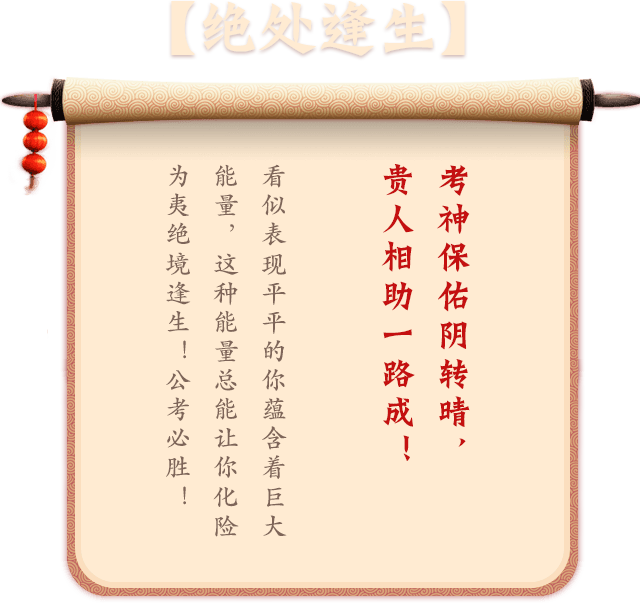 【绝处逢生】
考神保佑阴转晴，
贵人相助一路成！
看似表现平平的你蕴含着巨大
能量，这种能量总能让你化险
为夷绝境逢生！公考必胜！